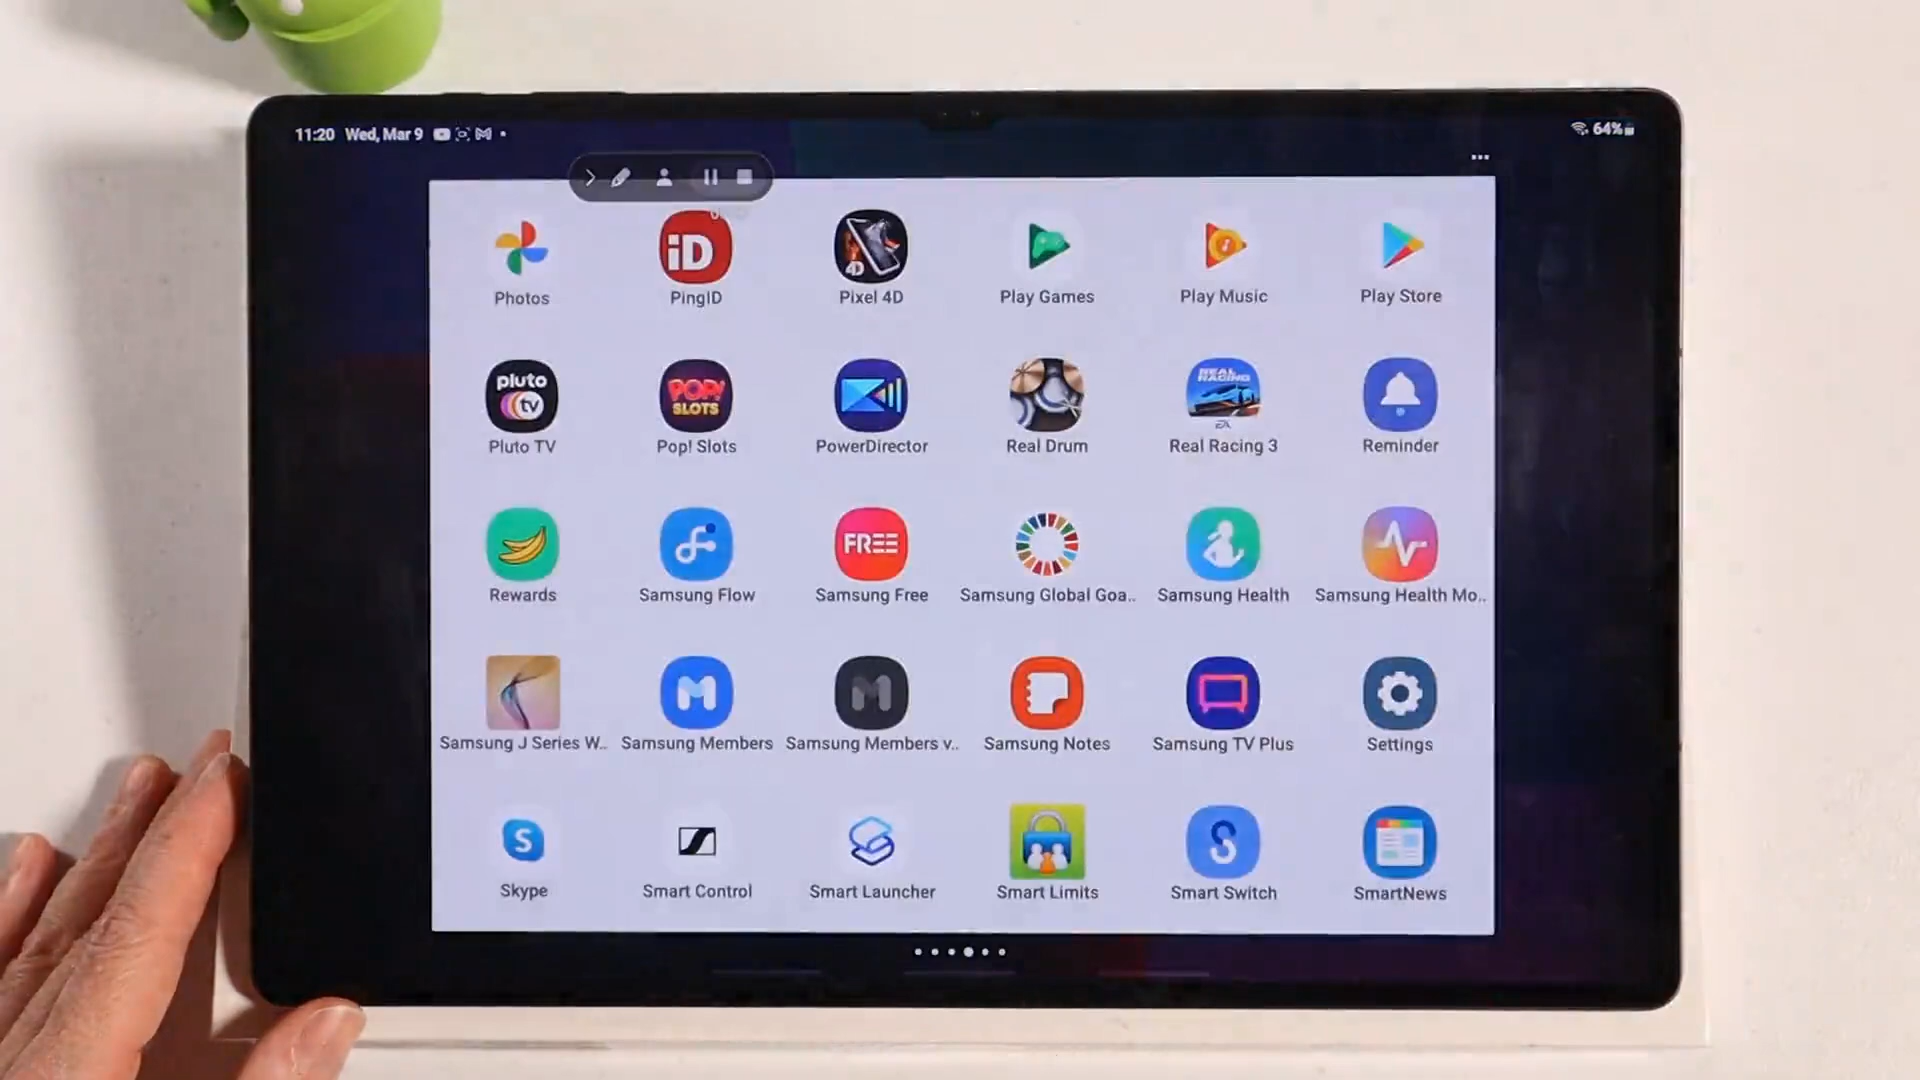 11:20 Wed, Mar 9
64%
Photos
iD
PingID
4D
Pixel 4D
Play Games
Play Music
Play Store
pluto
tv
Pluto TV
POP!
SLOTS
Pop! Slots
PowerDirector
Real Drum
REAL
RACING
EA
Real Racing 3
Reminder
Rewards
Samsung Flow
FREE
Samsung Free
Samsung Global Goa..
Samsung Health
Samsung Health Mo..
Samsung J Series W..
Samsung Members
Samsung Members v..
Samsung Notes
Samsung TV Plus
Settings
S
Skype
Smart Control
Smart Launcher
Smart Limits
Smart Switch
SmartNews